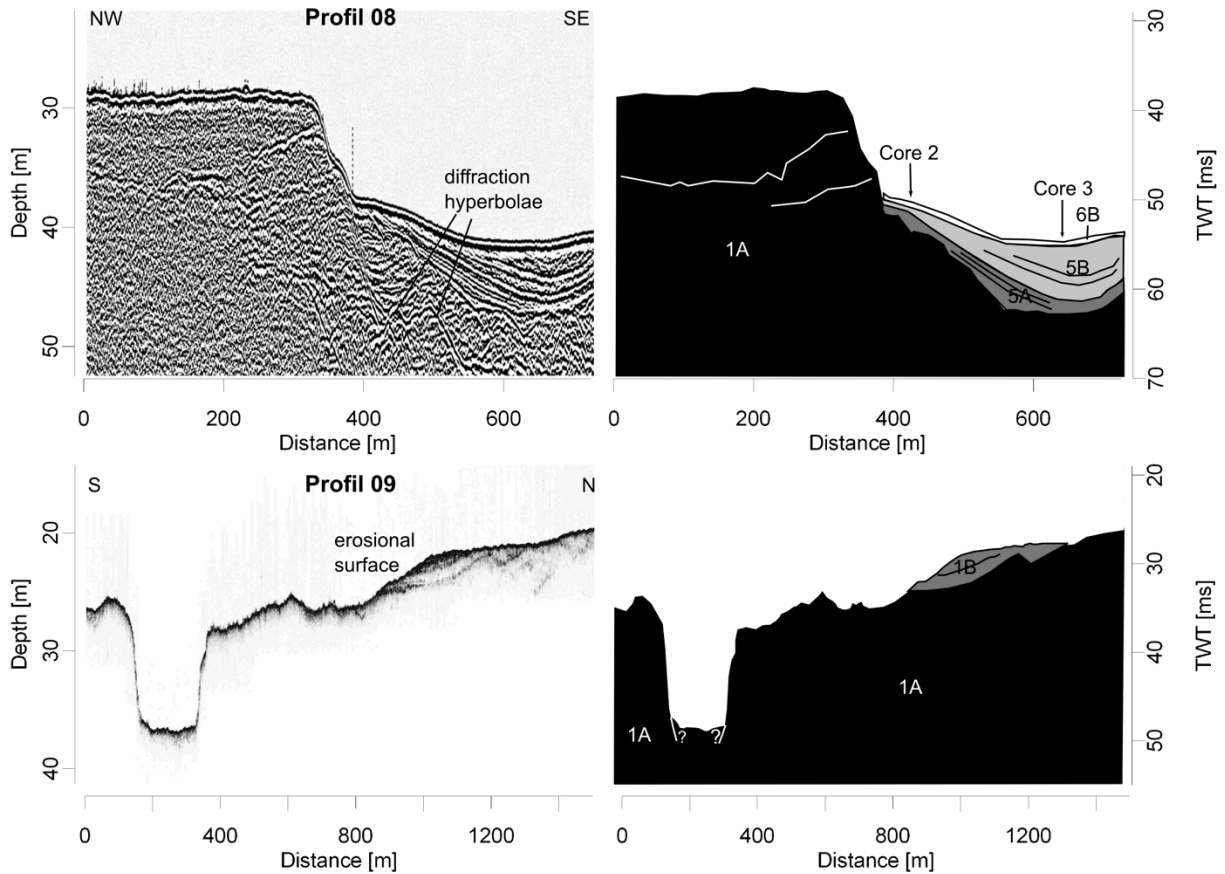 NW Profil 08 SE
30
40
50
Depth [m]
diffraction
hyperbolae
0 200 400 600
Distance [m]
30
40
50
60
70
TWT [ms]
Core 2
Core 3
6B
1A
5B
5A
0 200 400 600
Distance [m]
S Profil 09 N
20
30
40
Depth [m]
erosional
surface
0 400 800 1200
Distance [m]
20
30
40
50
TWT [ms]
1B
1A
1A ? ?
0 400 800 1200
Distance [m]